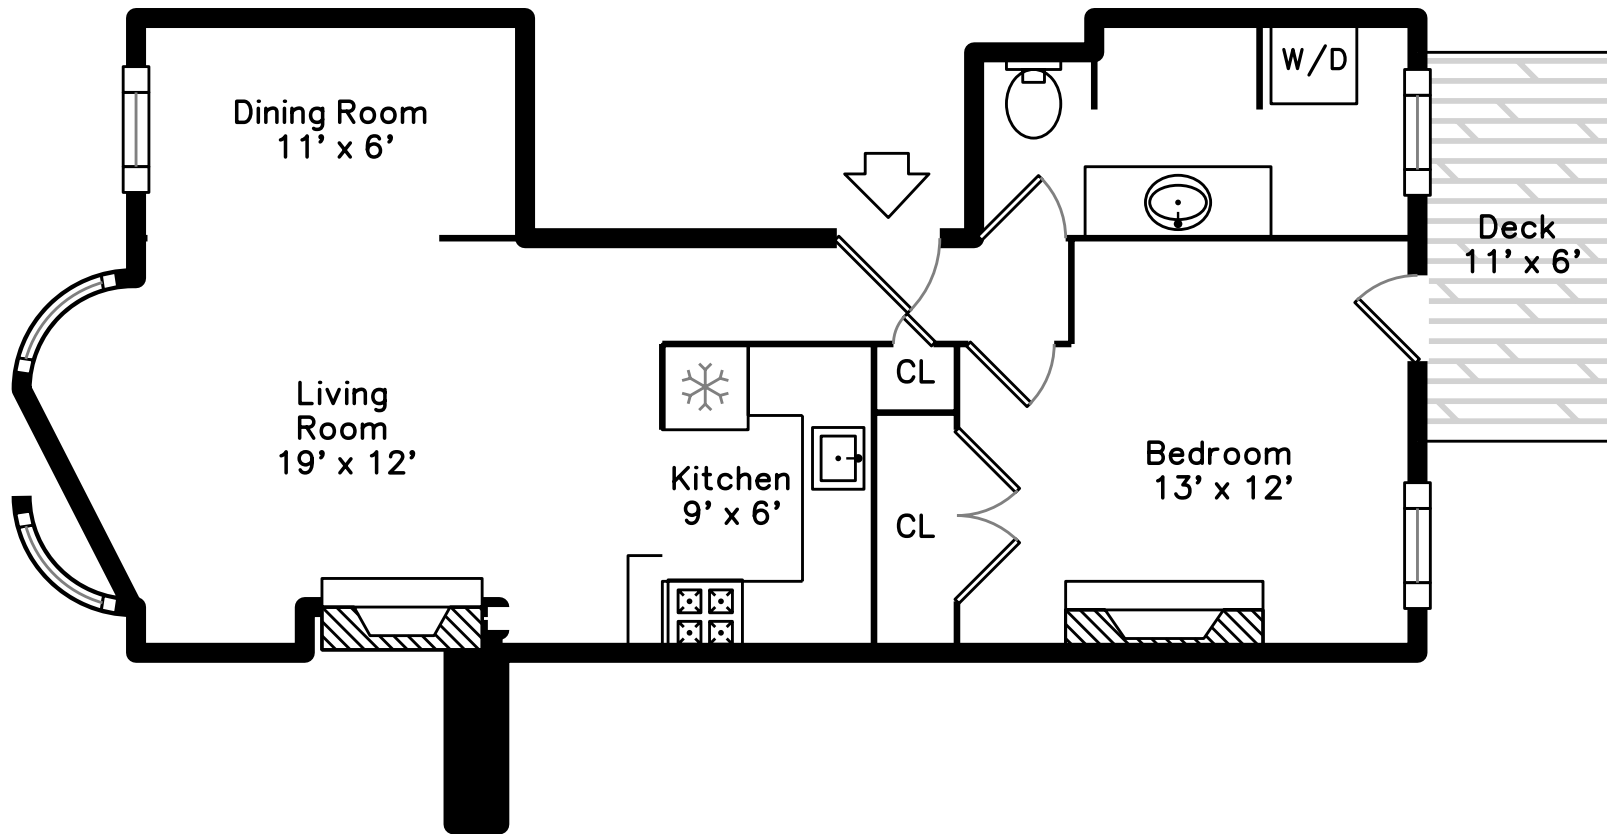 W/D
Dining Room
11' x 6'
Deck
11' x 6'
CL
Living
Room
19' x 12'
Kitchen
9' x 6'
Bedroom
13' x 12'
CL